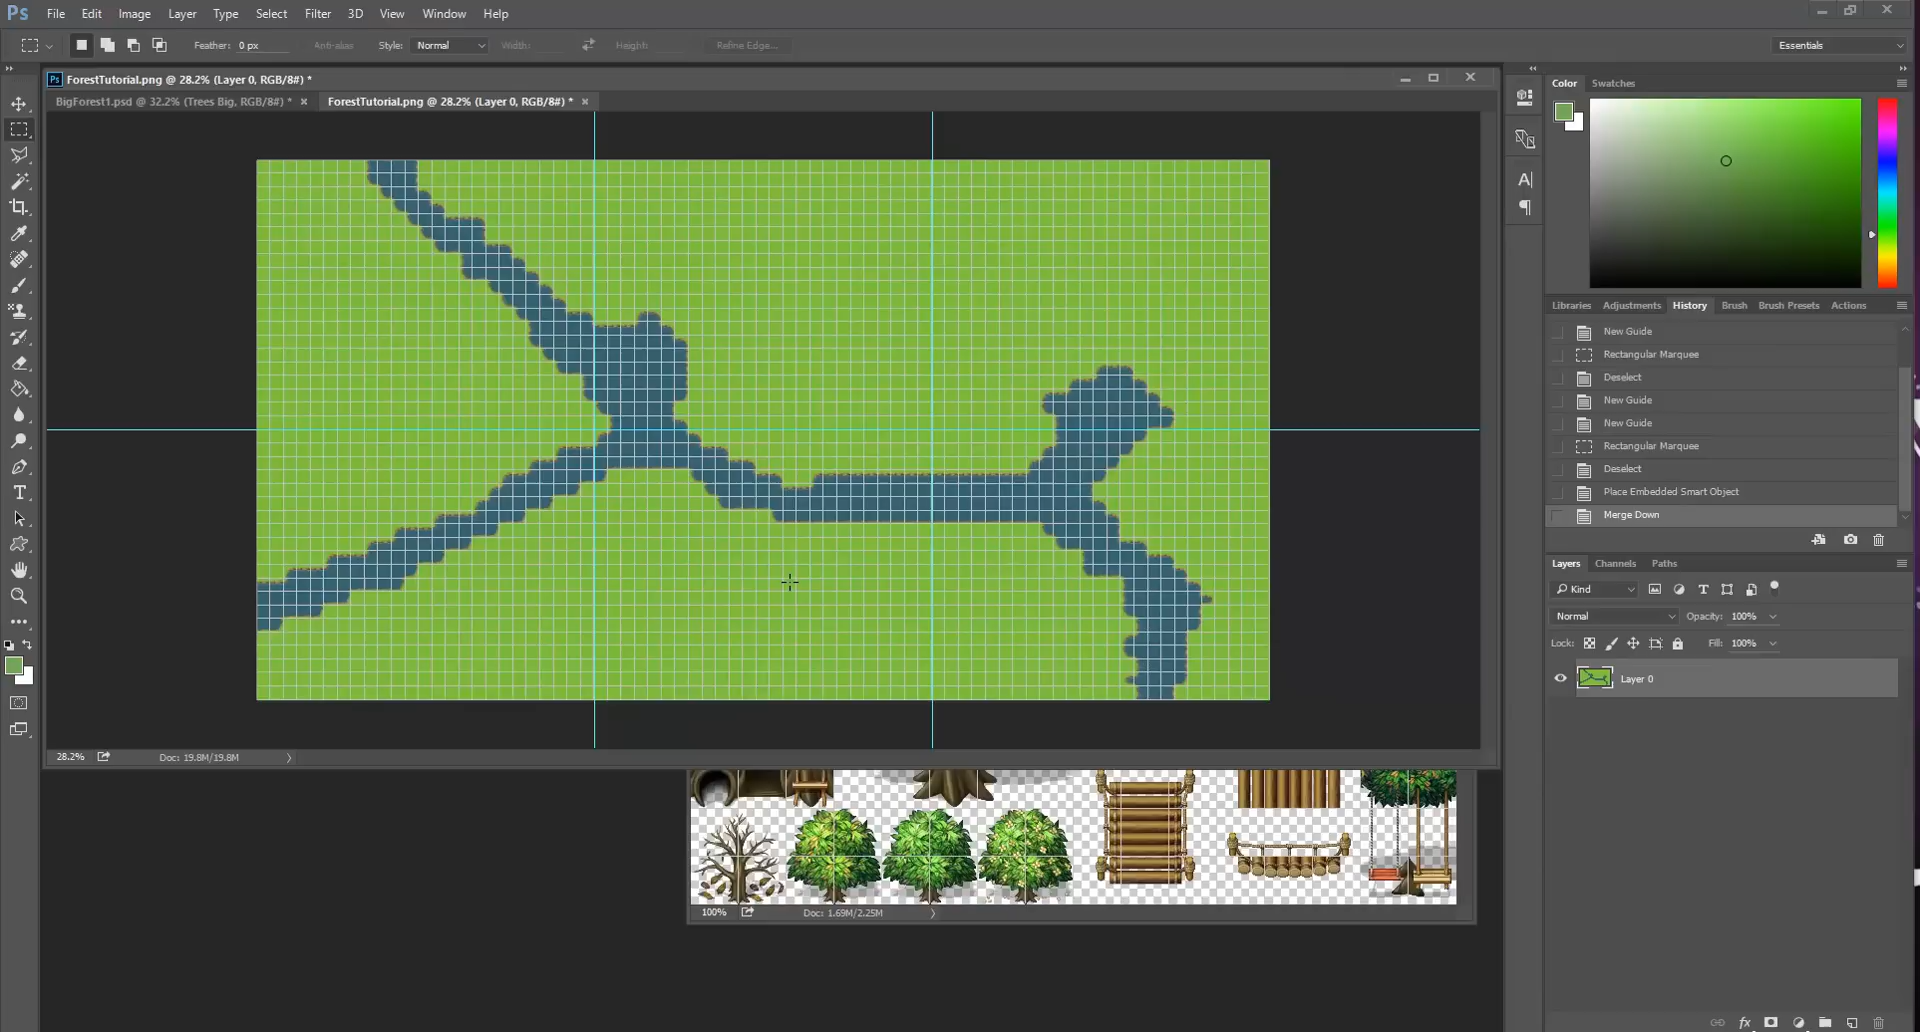 Ps File Edit Image Layer Type Select Filter 3D View Window Help
Feather: 0 px Anti-alias Style: Normal Width: Height: Refine Edge... Essentials
Ps ForestTutorial.png @ 28.2% (Layer 0, RGB/8#) *
BigForest1.psd @ 32.2% (Trees Big, RGB/8#) * × ForestTutorial.png @ 28.2% (Layer 0, RGB/8#) * ×
Color Swatches
Libraries Adjustments History Brush Brush Presets Actions
New Guide
Rectangular Marquee
Deselect
New Guide
New Guide
Rectangular Marquee
Deselect
Place Embedded Smart Object
Merge Down
Layers Channels Paths
Kind
Normal Opacity: 100%
Lock: Fill: 100%
Layer 0
28.2% Doc: 19.8M/19.8M
100% Doc: 1.69M/2.25M
fx